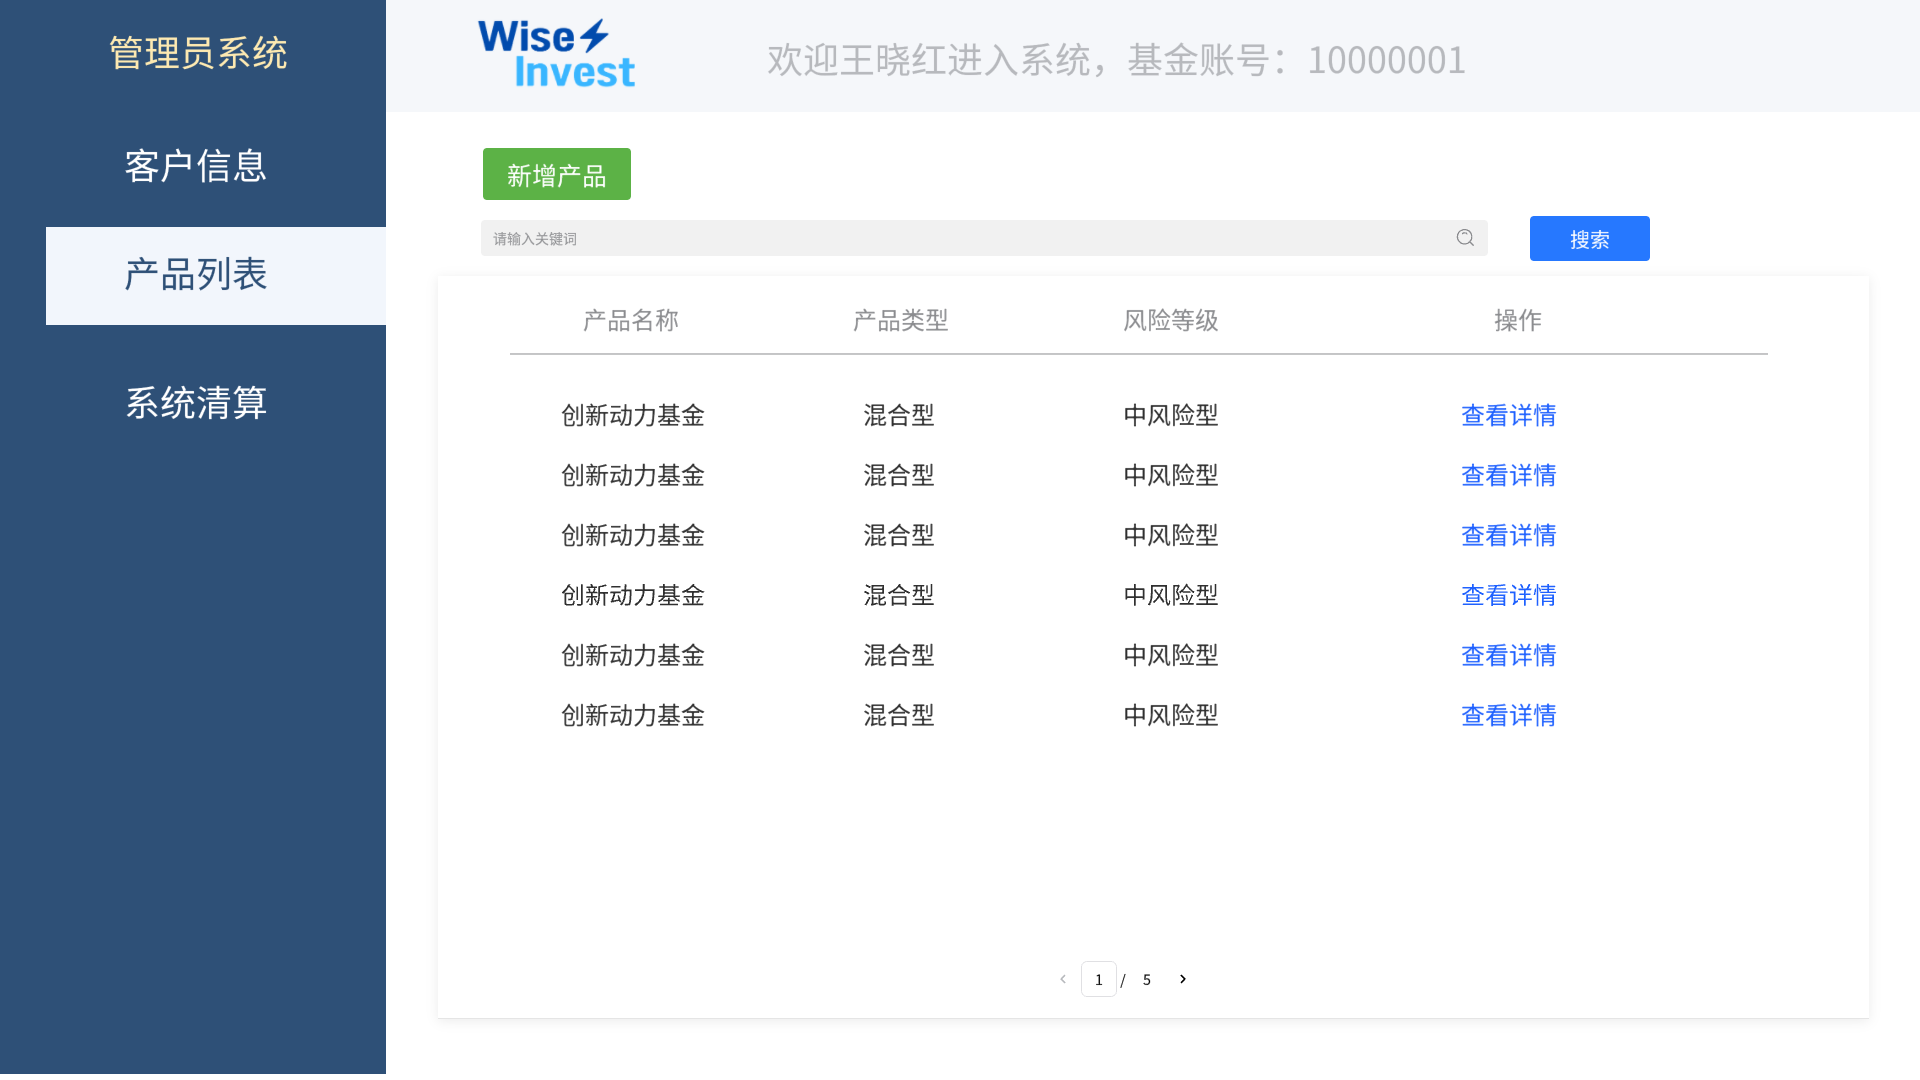 管理员系统
客户信息
产品列表
系统清算
Wise
Invest
欢迎王晓红进入系统，基金账号：10000001
新增产品
请输入关键词
搜索
产品名称 产品类型 风险等级 操作
创新动力基金 混合型 中风险型 查看详情
创新动力基金 混合型 中风险型 查看详情
创新动力基金 混合型 中风险型 查看详情
创新动力基金 混合型 中风险型 查看详情
创新动力基金 混合型 中风险型 查看详情
创新动力基金 混合型 中风险型 查看详情
1 / 5